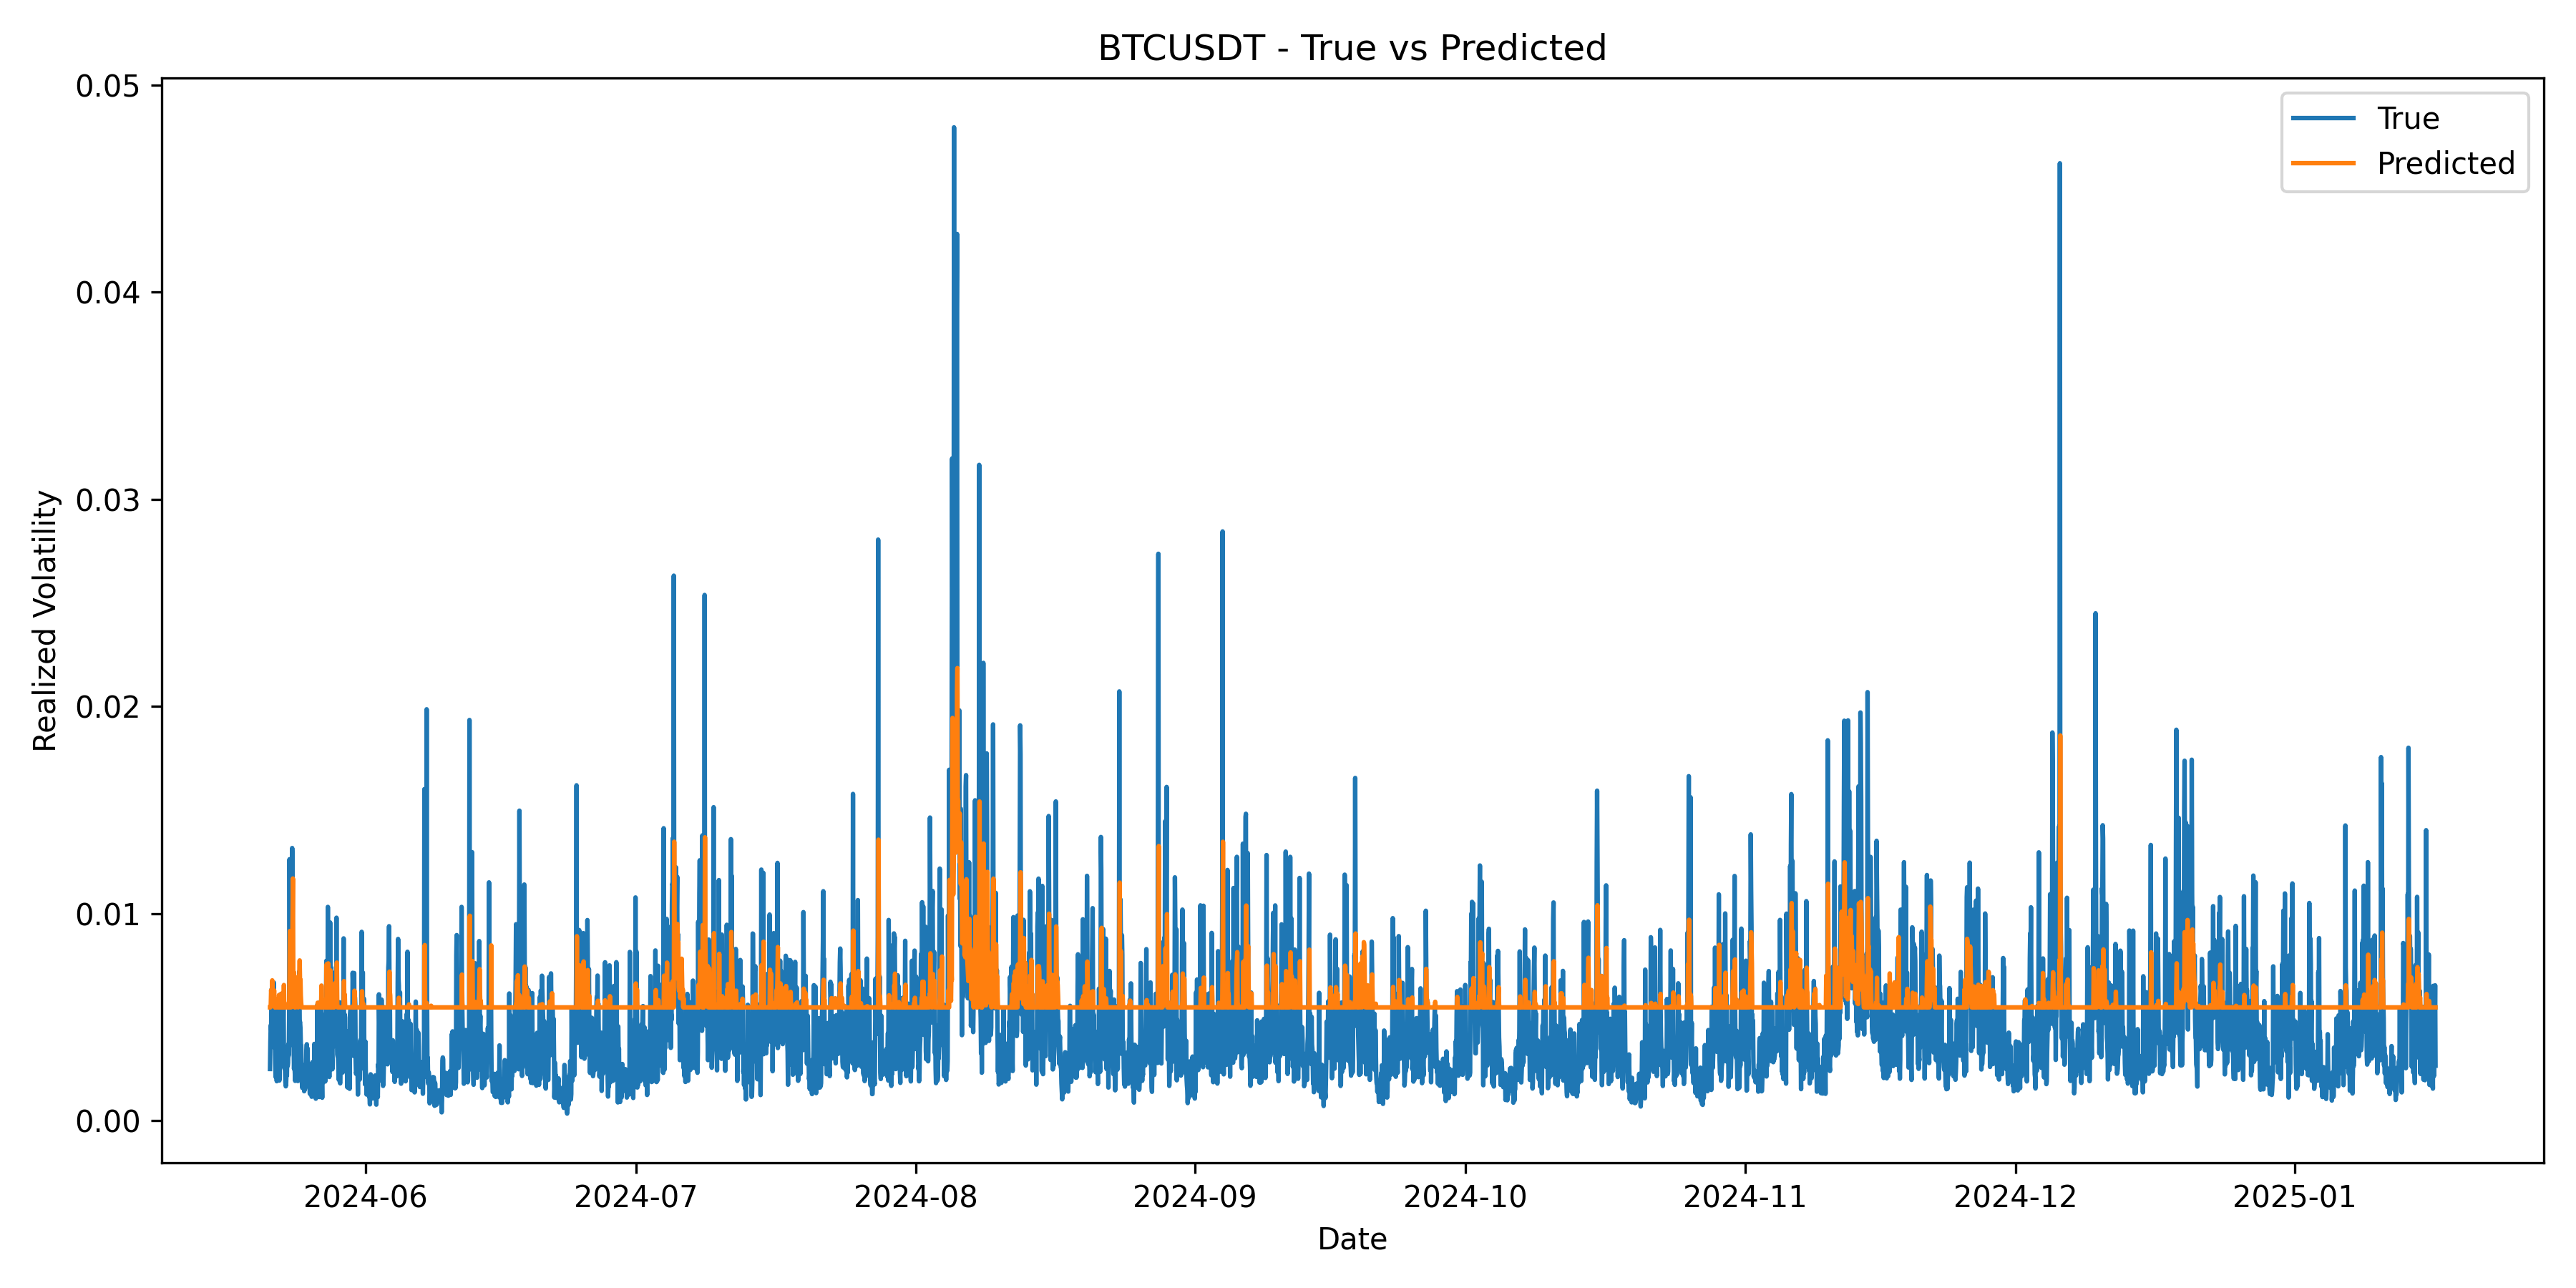 BTCUSDT - True vs Predicted
True
Predicted
0.05
0.04
0.03
0.02
0.01
0.00
Realized Volatility
2024-06
2024-07
2024-08
2024-09
2024-10
2024-11
2024-12
2025-01
Date